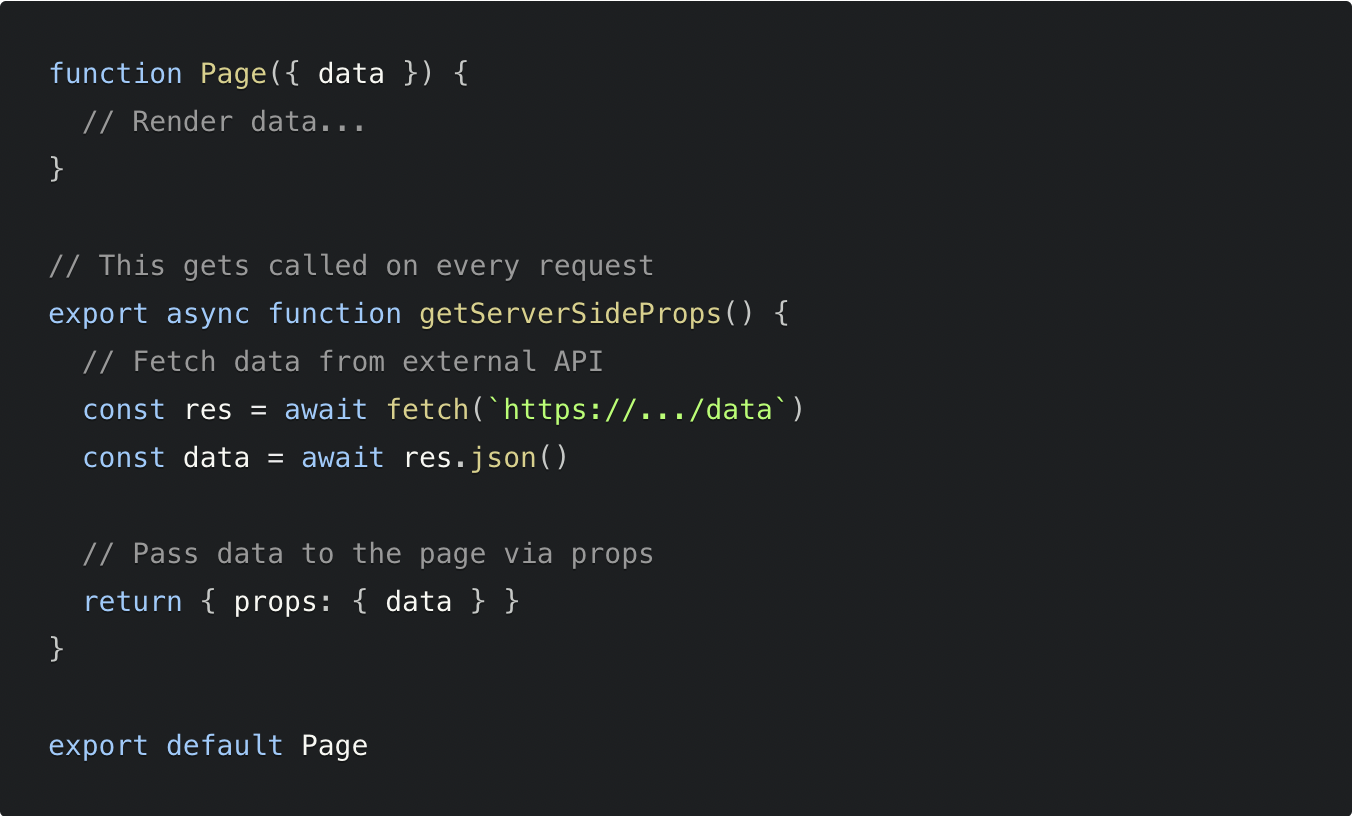 function Page({ data }) {
  // Render data...
}

// This gets called on every request
export async function getServerSideProps() {
  // Fetch data from external API
  const res = await fetch(`https://.../data`)
  const data = await res.json()

  // Pass data to the page via props
  return { props: { data } }
}

export default Page